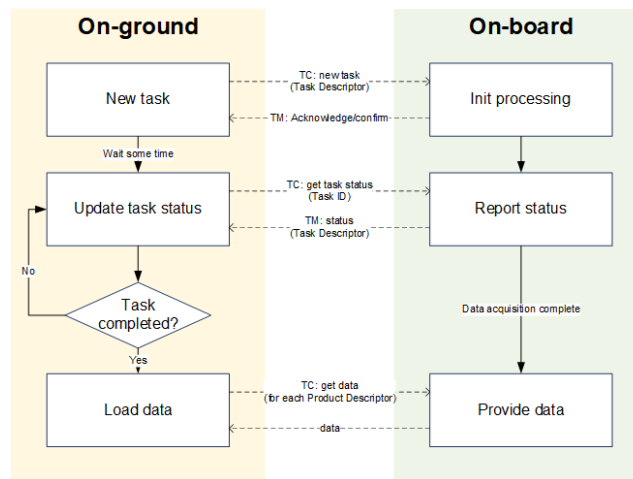 On-ground
On-board
New task
TC: new task
(Task Descriptor)
TM: Acknowledge/confirm
Init processing
Wait some time
Update task status
TC: get task status
(Task ID)
TM: status
(Task Descriptor)
Report status
No
Task
completed?
Data acquisition complete
Yes
Load data
TC: get data
(for each Product Descriptor)
data
Provide data